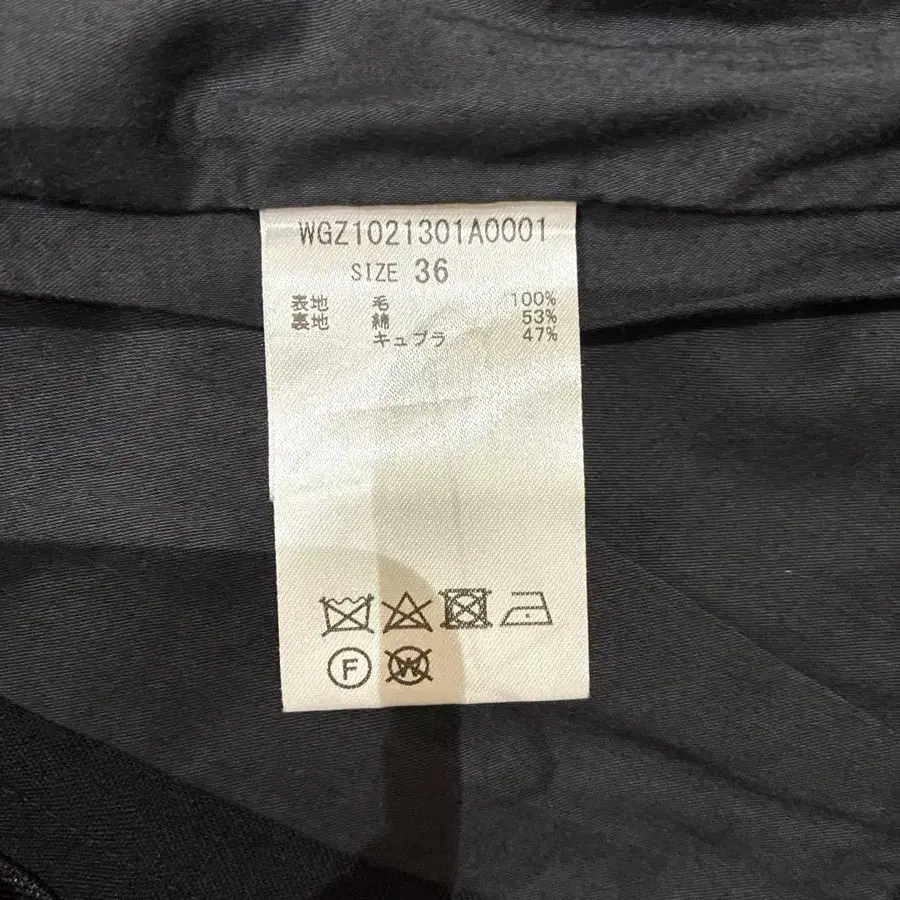 WGZ1021301A0001
SIZE 36
表地 毛 100%
裏地 綿 53%
キュプラ 47%
F W